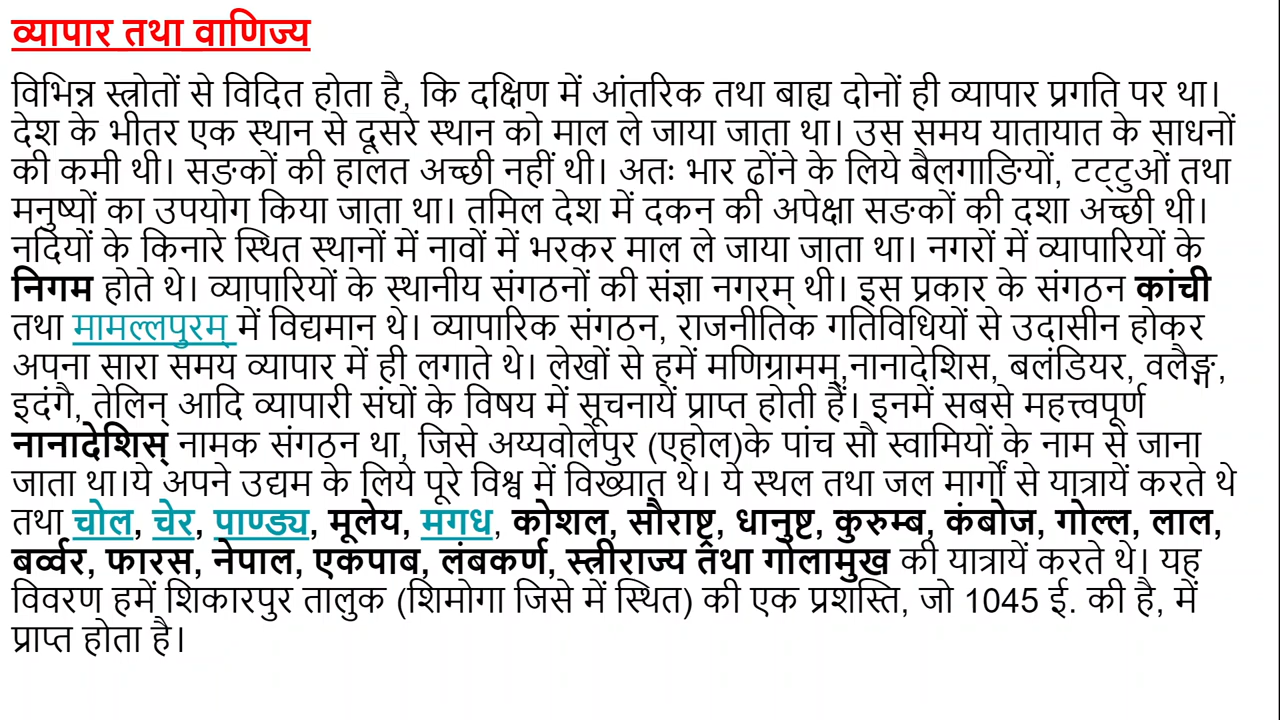 व्यापार तथा वाणिज्य
विभिन्न स्त्रोतों से विदित होता है, कि दक्षिण में आंतरिक तथा बाह्य दोनों ही व्यापार प्रगति पर था।
देश के भीतर एक स्थान से दूसरे स्थान को माल ले जाया जाता था। उस समय यातायात के साधनों
की कमी थी। सङकों की हालत अच्छी नहीं थी। अतः भार ढोंने के लिये बैलगाङियों, टट्टुओं तथा
मनुष्यों का उपयोग किया जाता था। तमिल देश में दकन की अपेक्षा सङकों की दशा अच्छी थी।
नदियों के किनारे स्थित स्थानों में नावों में भरकर माल ले जाया जाता था। नगरों में व्यापारियों के
निगम होते थे। व्यापारियों के स्थानीय संगठनों की संज्ञा नगरम् थी। इस प्रकार के संगठन कांची
तथा मामल्लपुरम् में विद्यमान थे। व्यापारिक संगठन, राजनीतिक गतिविधियों से उदासीन होकर
अपना सारा समय व्यापार में ही लगाते थे। लेखों से हमें मणिग्रामम्,नानादेशिस, बलंडियर, वलैङ्ग,
इदंगै, तेलिन् आदि व्यापारी संघों के विषय में सूचनायें प्राप्त होती हैं। इनमें सबसे महत्त्वपूर्ण
नानादेशिस् नामक संगठन था, जिसे अय्यवोलेपुर (एहोल)के पांच सौ स्वामियों के नाम से जाना
जाता था।ये अपने उद्यम के लिये पूरे विश्व में विख्यात थे। ये स्थल तथा जल मार्गों से यात्रायें करते थे
तथा चोल, चेर, पाण्ड्य, मूलेय, मगध, कोशल, सौराष्ट्र, धानुष्ट, कुरुम्ब, कंबोज, गोल्ल, लाल,
बर्व्वर, फारस, नेपाल, एकपाब, लंबकर्ण, स्त्रीराज्य तथा गोलामुख की यात्रायें करते थे। यह
विवरण हमें शिकारपुर तालुक (शिमोगा जिसे में स्थित) की एक प्रशस्ति, जो 1045 ई. की है, में
प्राप्त होता है।